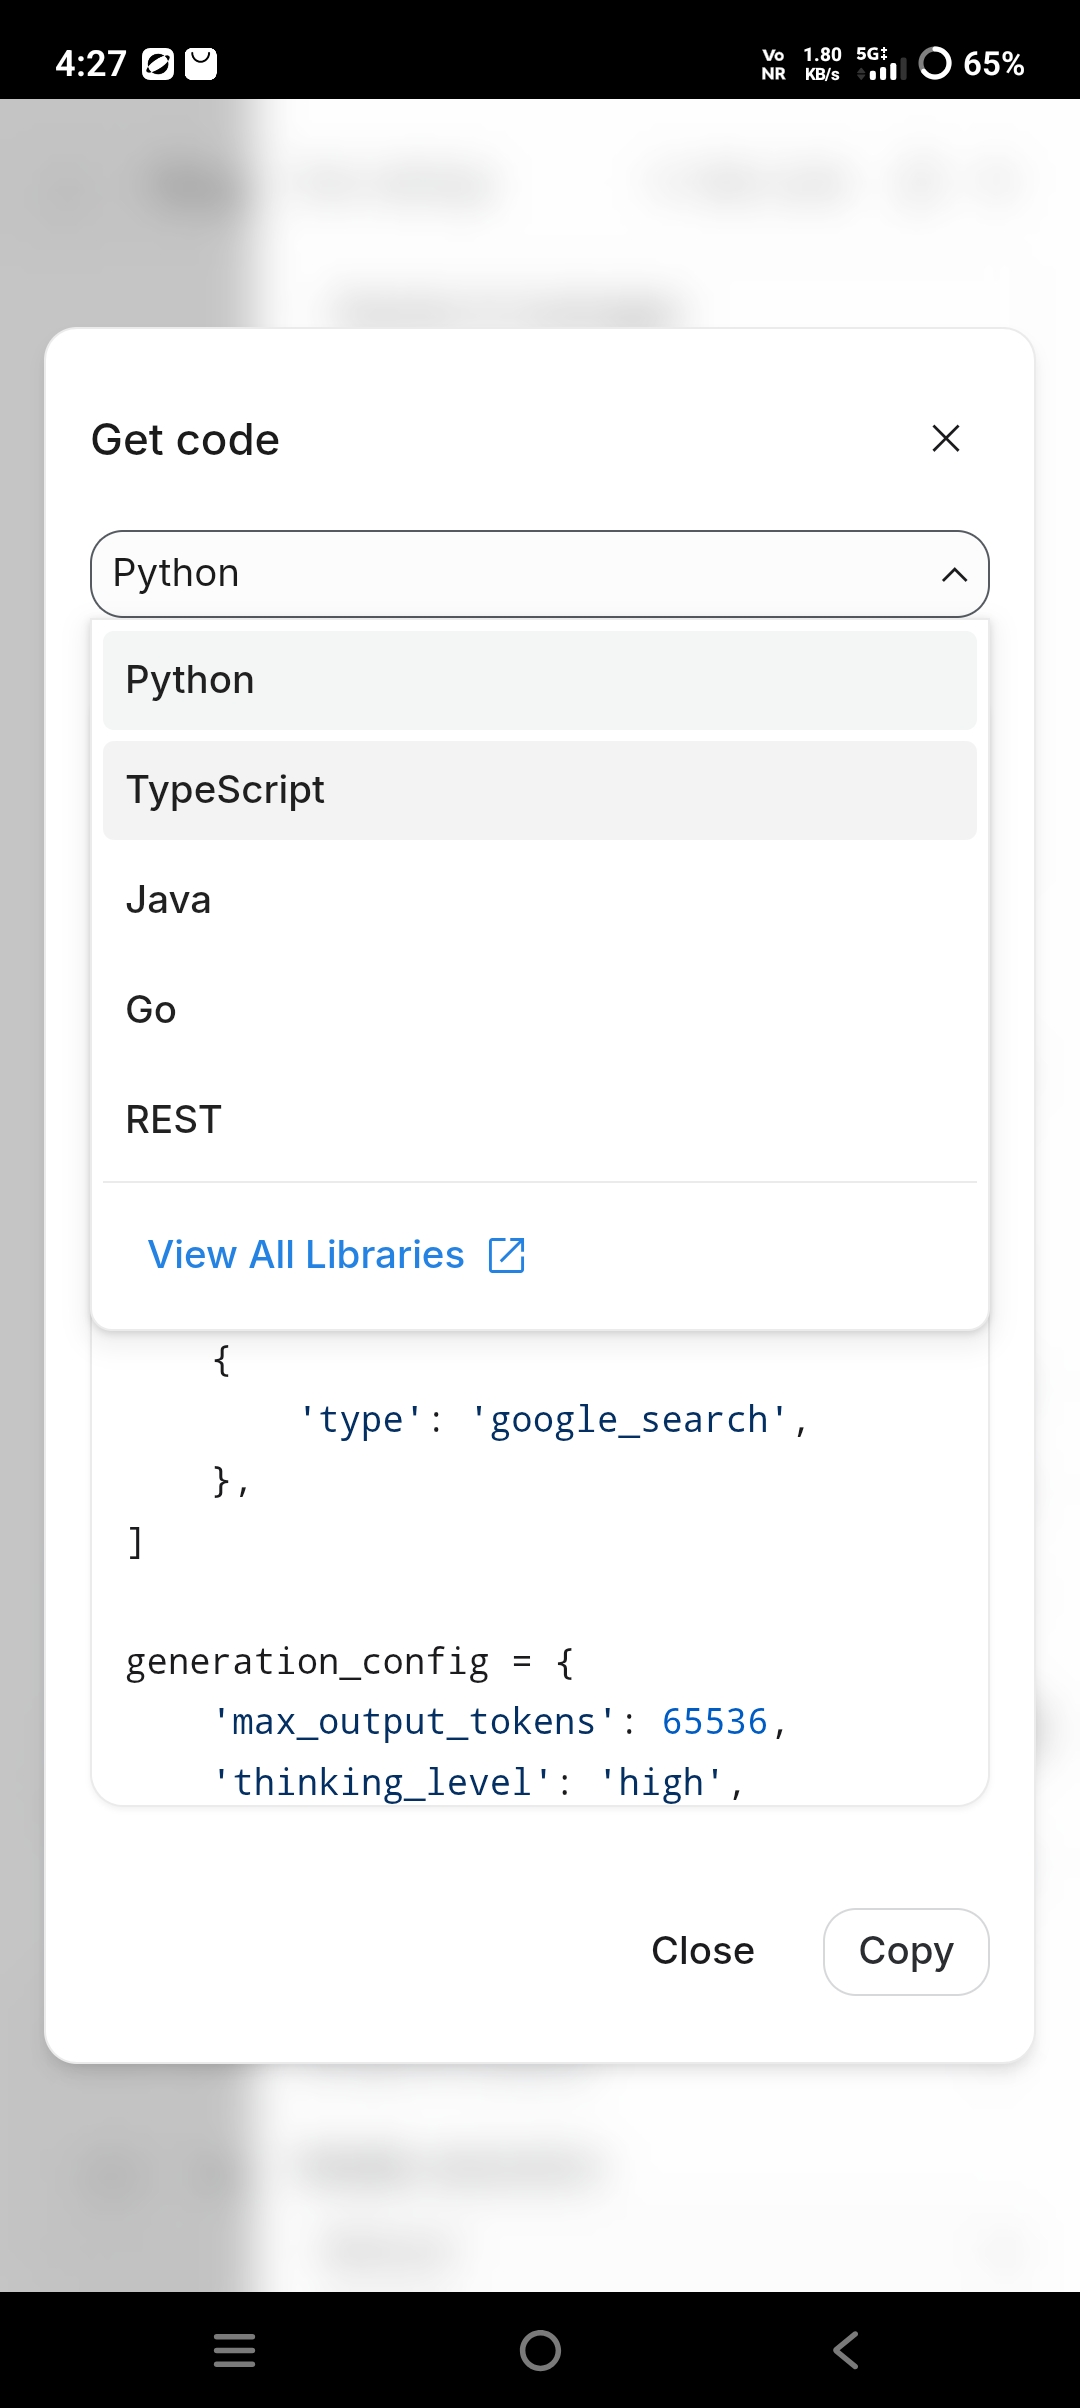 4:27
Vo NR 1.80 KB/s 5G 65%
Get code
Python
Python
TypeScript
Java
Go
REST
View All Libraries
{
'type': 'google_search',
},
]
generation_config = {
'max_output_tokens': 65536,
'thinking_level': 'high',
Close Copy